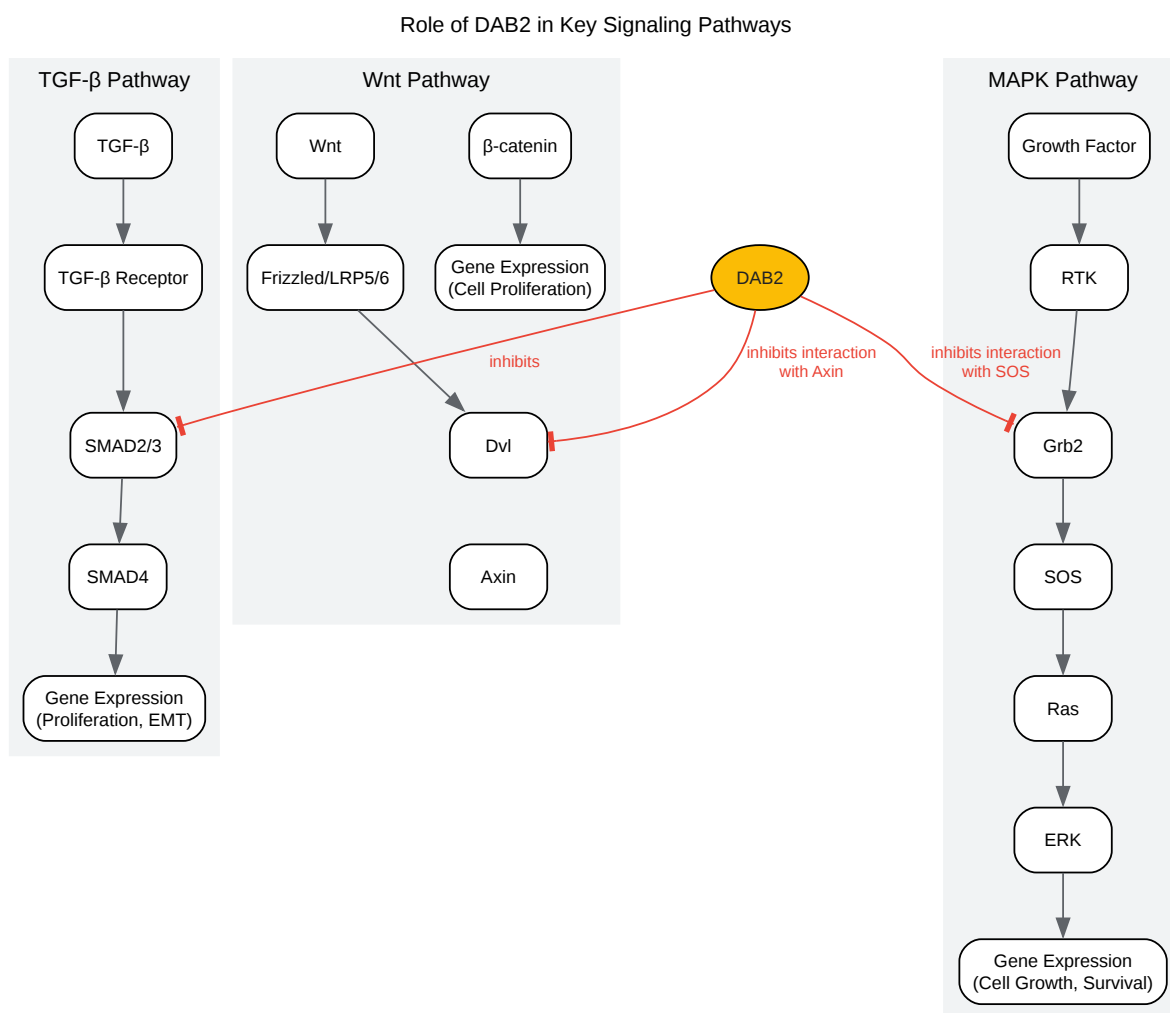 Role of DAB2 in Key Signaling Pathways
TGF-β Pathway
TGF-β
TGF-β Receptor
SMAD2/3
SMAD4
Gene Expression
(Proliferation, EMT)
Wnt Pathway
Wnt
β-catenin
Frizzled/LRP5/6
Gene Expression
(Cell Proliferation)
Dvl
Axin
DAB2
inhibits
inhibits interaction
with Axin
inhibits interaction
with SOS
MAPK Pathway
Growth Factor
RTK
Grb2
SOS
Ras
ERK
Gene Expression
(Cell Growth, Survival)